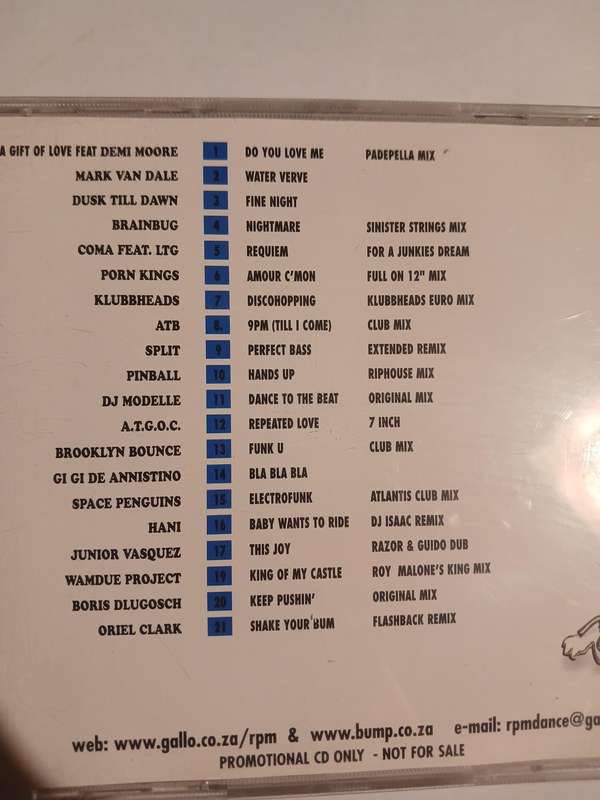 A GIFT OF LOVE FEAT DEMI MOORE 1 DO YOU LOVE ME PADEPELLA MIX
MARK VAN DALE 2 WATER VERVE
DUSK TILL DAWN 3 FINE NIGHT
BRAINBUG 4 NIGHTMARE SINISTER STRINGS MIX
COMA FEAT. LTG 5 REQUIEM FOR A JUNKIES DREAM
PORN KINGS 6 AMOUR C'MON FULL ON 12" MIX
KLUBBHEADS 7 DISCOHOPPING KLUBBHEADS EURO MIX
ATB 8. 9PM (TILL I COME) CLUB MIX
SPLIT 9 PERFECT BASS EXTENDED REMIX
PINBALL 10 HANDS UP RIPHOUSE MIX
DJ MODELLE 11 DANCE TO THE BEAT ORIGINAL MIX
A.T.G.O.C. 12 REPEATED LOVE 7 INCH
BROOKLYN BOUNCE 13 FUNK U CLUB MIX
GI GI DE ANNISTINO 14 BLA BLA BLA
SPACE PENGUINS 15 ELECTROFUNK ATLANTIS CLUB MIX
HANI 16 BABY WANTS TO RIDE DJ ISAAC REMIX
JUNIOR VASQUEZ 17 THIS JOY RAZOR & GUIDO DUB
WAMDUE PROJECT 19 KING OF MY CASTLE ROY MALONE'S KING MIX
BORIS DLUGOSCH 20 KEEP PUSHIN' ORIGINAL MIX
ORIEL CLARK 21 SHAKE YOUR BUM FLASHBACK REMIX
web: www.gallo.co.za/rpm & www.bump.co.za e-mail: rpmdance@ga
PROMOTIONAL CD ONLY - NOT FOR SALE